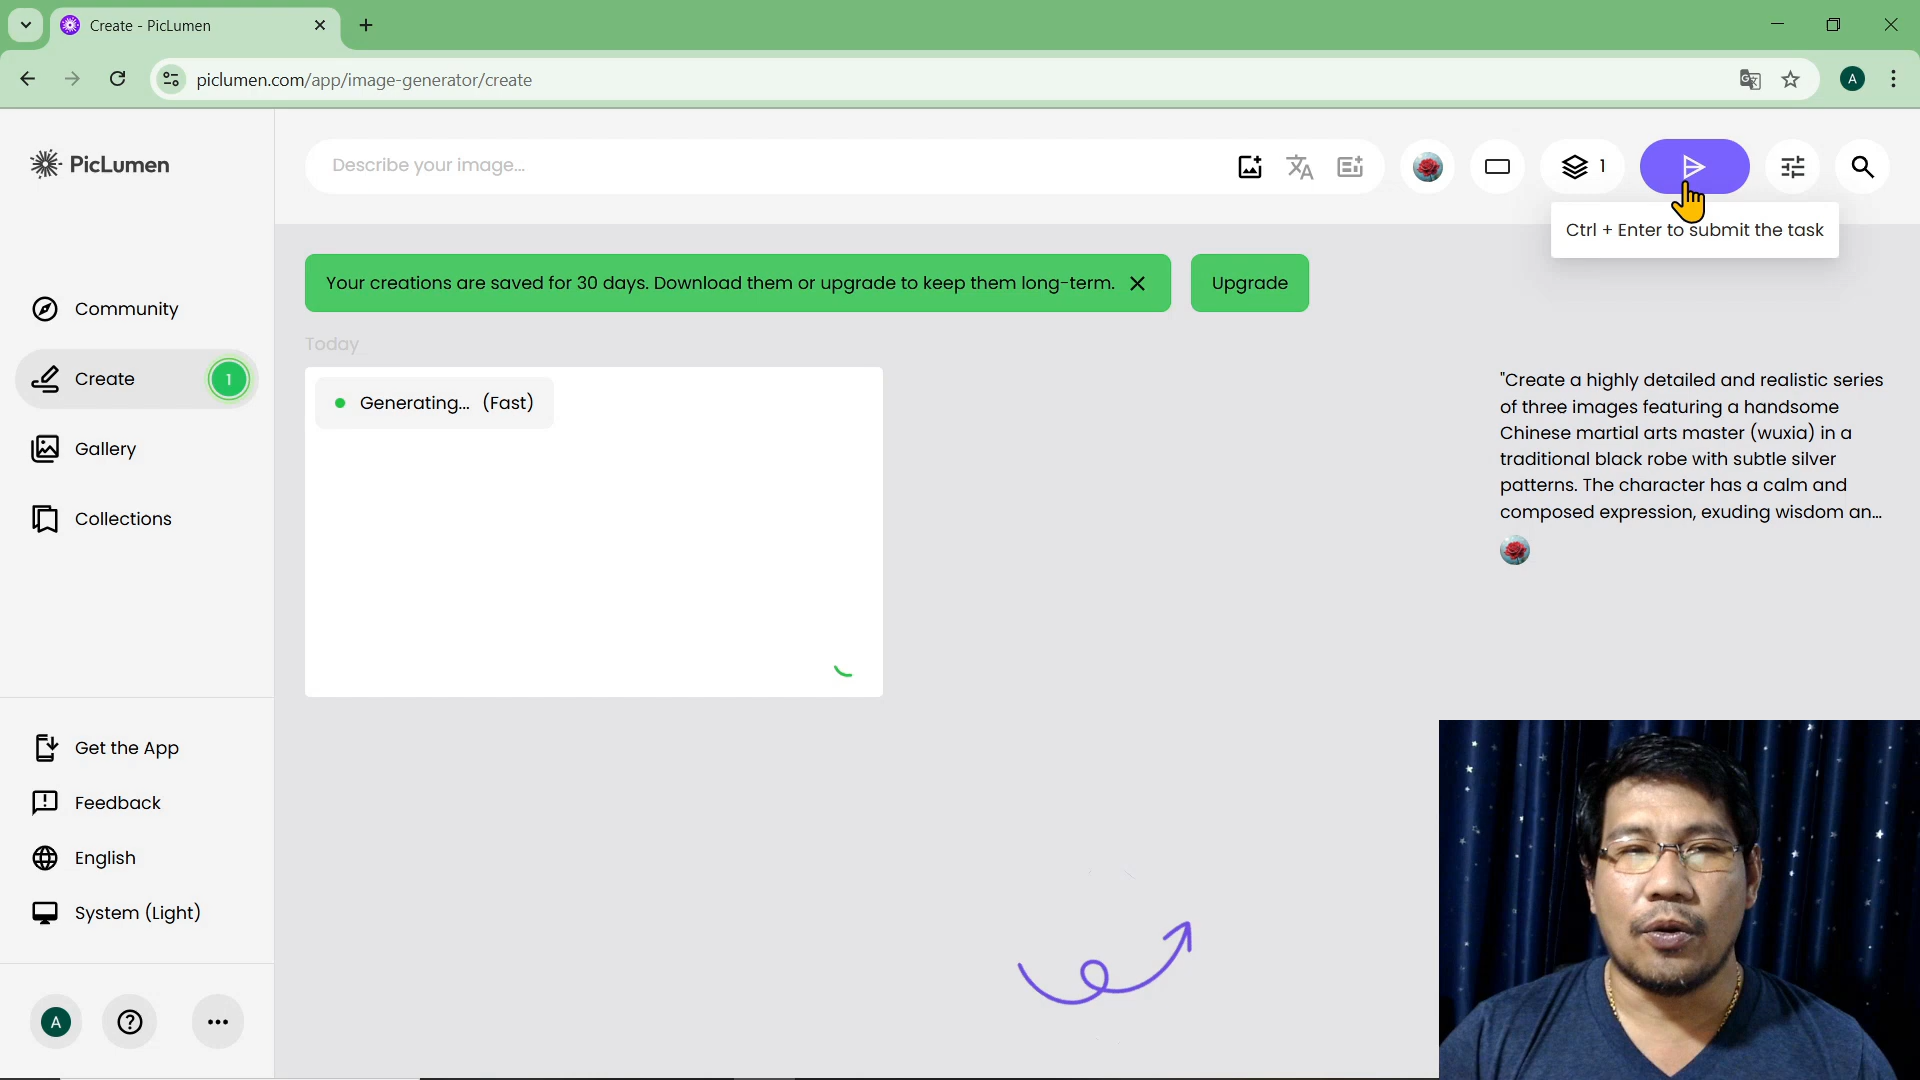 Create - PicLumen
piclumen.com/app/image-generator/create
A
PicLumen
Describe your image...
1
Ctrl + Enter to submit the task
Your creations are saved for 30 days. Download them or upgrade to keep them long-term.
Upgrade
Today
Community
Create
1
Gallery
Collections
Generating... (Fast)
"Create a highly detailed and realistic series
of three images featuring a handsome
Chinese martial arts master (wuxia) in a
traditional black robe with subtle silver
patterns. The character has a calm and
composed expression, exuding wisdom an...
Get the App
Feedback
English
System (Light)
A